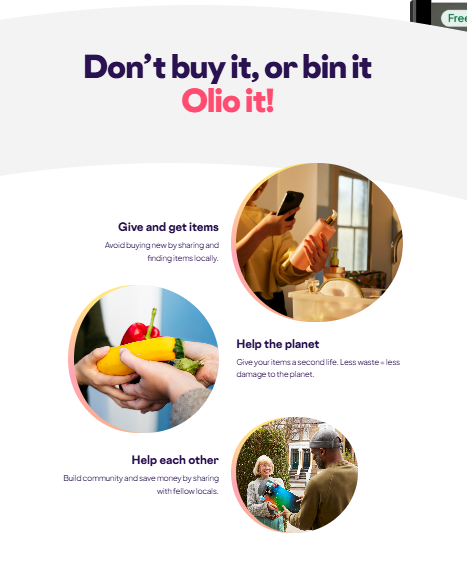 Free
Don't buy it, or bin it
Olio it!
Give and get items
Avoid buying new by sharing and
finding items locally.
Help the planet
Give your items a second life. Less waste = less
damage to the planet.
Help each other
Build community and save money by sharing
with fellow locals.